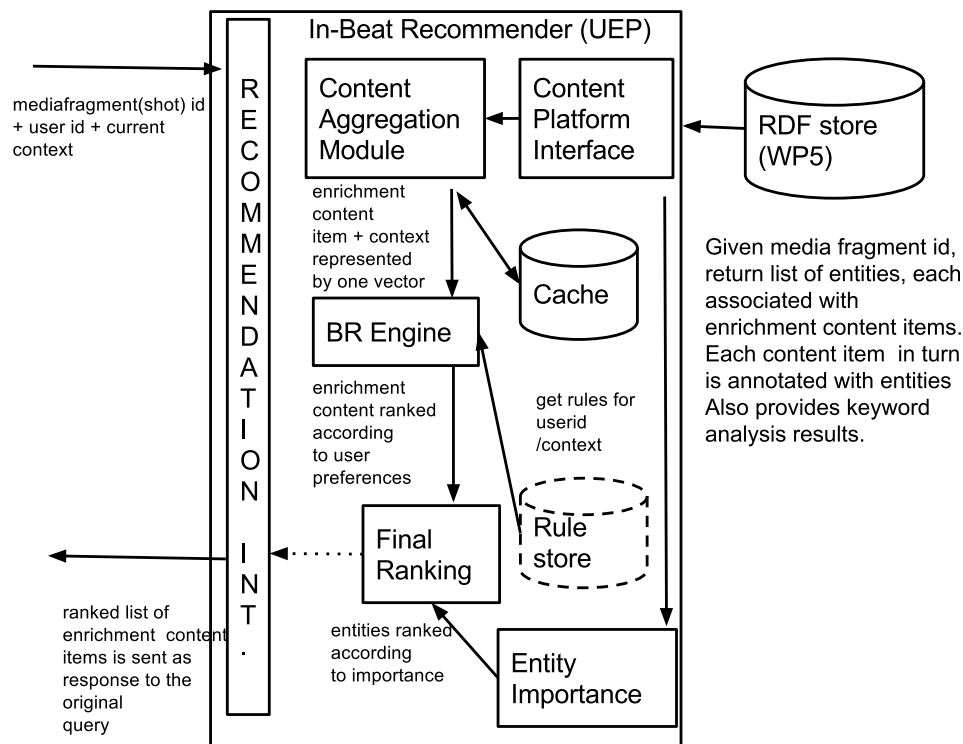 In-Beat Recommender (UEP)
mediafragment(shot) id
+ user id + current
context
RECOMMENDATION INT.
Content
Aggregation
Module
Content
Platform
Interface
RDF store
(WP5)
enrichment
content
item + context
represented
by one vector
Cache
Given media fragment id,
return list of entities, each
associated with
enrichment content items.
Each content item in turn
is annotated with entities
Also provides keyword
analysis results.
BR Engine
enrichment
content ranked
according
to user
preferences
get rules for
userid
/context
Rule
store
Final
Ranking
ranked list of
enrichment content
items is sent as
response to the
original
query
entities ranked
according
to importance
Entity
Importance